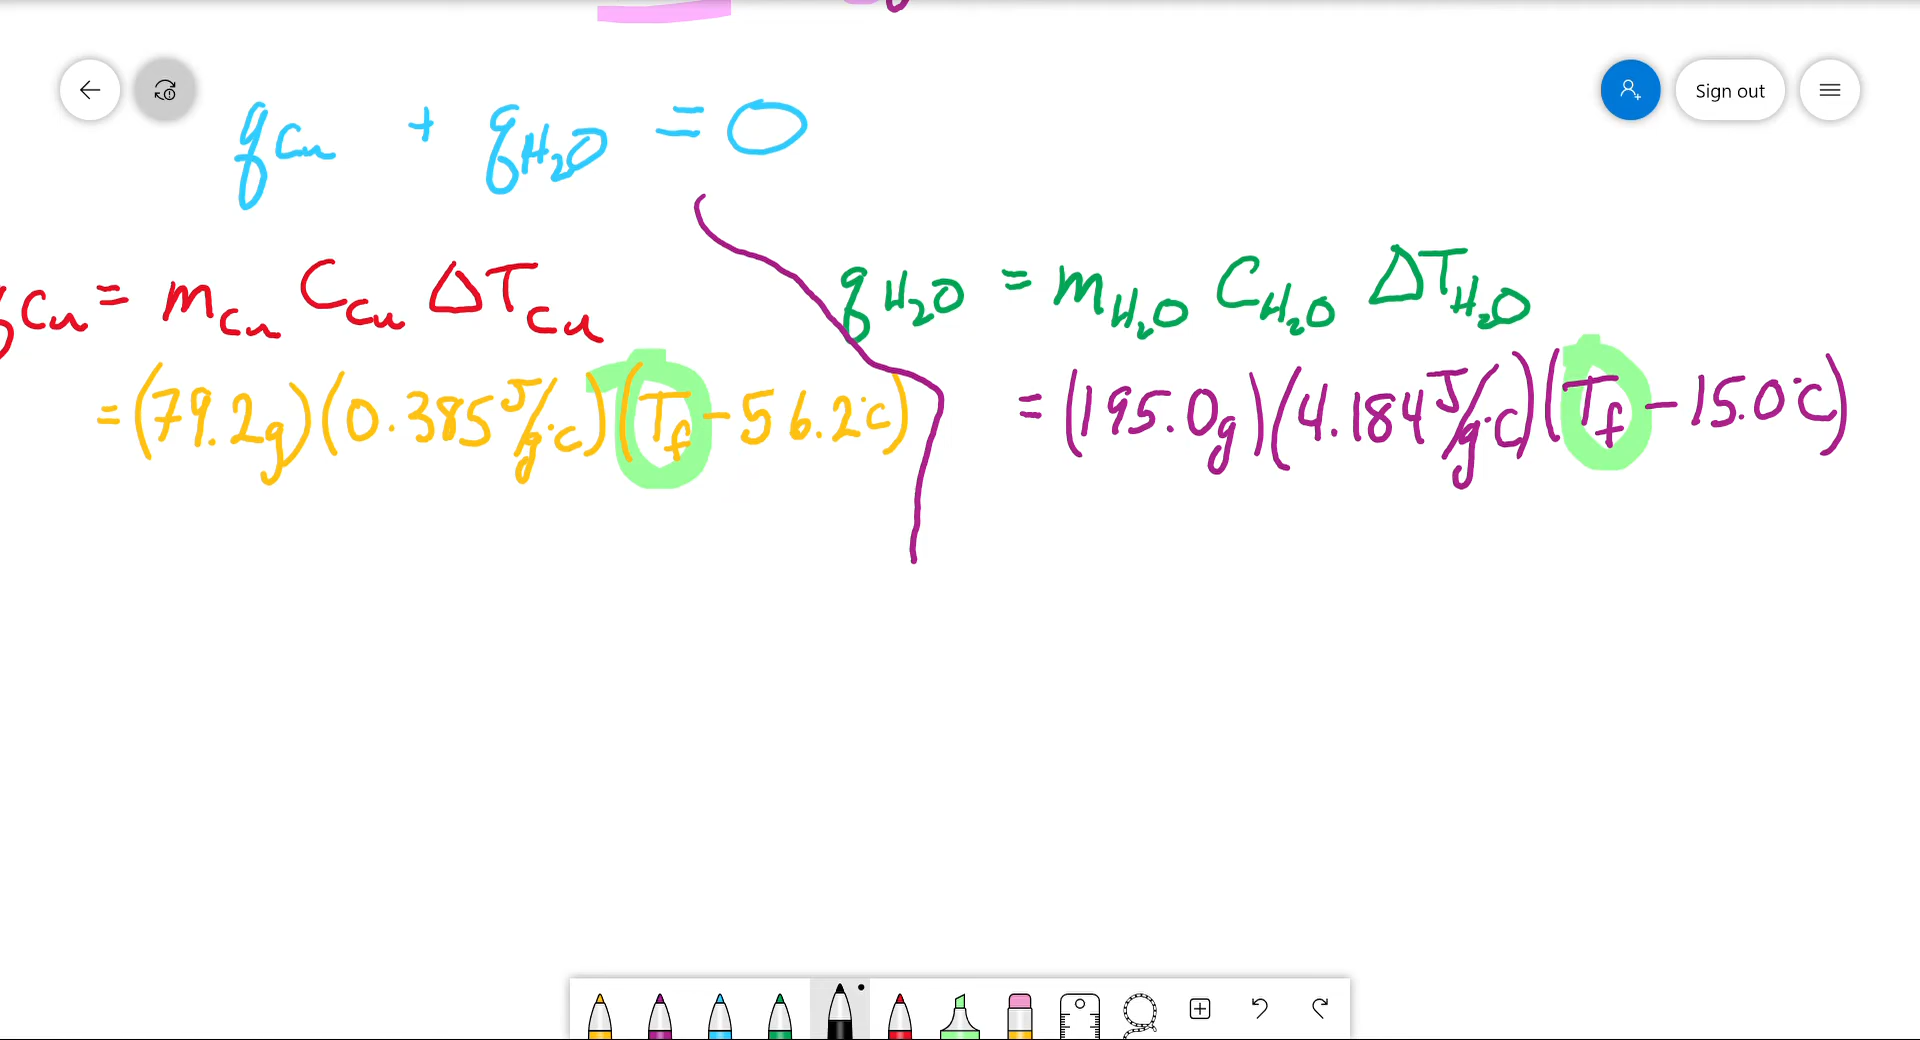 Sign out
qCu + qH₂O = 0
qCu = mCu CCu ΔTCu
= (79.2g)(0.385 J/g·°C)(Tf - 56.2°C)
qH₂O = mH₂O CH₂O ΔTH₂O
= (195.0g)(4.184 J/g·°C)(Tf - 15.0°C)